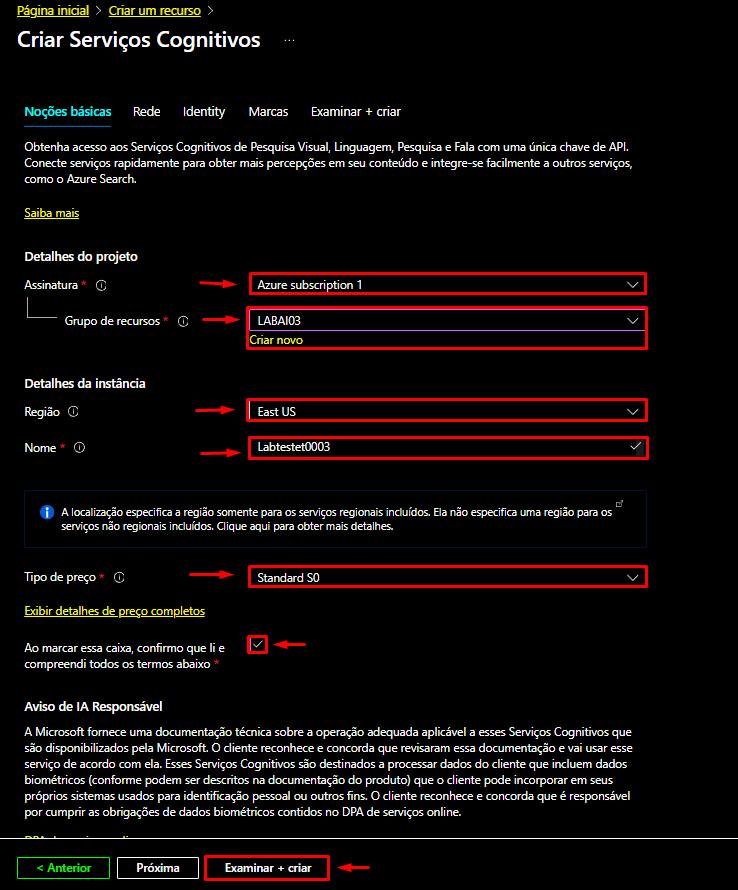 Página inicial > Criar um recurso >
Criar Serviços Cognitivos ...
Noções básicas Rede Identity Marcas Examinar + criar
Obtenha acesso aos Serviços Cognitivos de Pesquisa Visual, Linguagem, Pesquisa e Fala com uma única chave de API.
Conecte serviços rapidamente para obter mais percepções em seu conteúdo e integre-se facilmente a outros serviços,
como o Azure Search.
Saiba mais
Detalhes do projeto
Assinatura * Azure subscription 1
Grupo de recursos * LABAI03
Criar novo
Detalhes da instância
Região East US
Nome * Labtestet0003
A localização especifica a região somente para os serviços regionais incluídos. Ela não especifica uma região para os
serviços não regionais incluídos. Clique aqui para obter mais detalhes.
Tipo de preço * Standard S0
Exibir detalhes de preço completos
Ao marcar essa caixa, confirmo que li e
compreendi todos os termos abaixo *
Aviso de IA Responsável
A Microsoft fornece uma documentação técnica sobre a operação adequada aplicável a esses Serviços Cognitivos que
são disponibilizados pela Microsoft. O cliente reconhece e concorda que revisaram essa documentação e vai usar esse
serviço de acordo com ela. Esses Serviços Cognitivos são destinados a processar dados do cliente que incluem dados
biométricos (conforme podem ser descritos na documentação do produto) que o cliente pode incorporar em seus
próprios sistemas usados para identificação pessoal ou outros fins. O cliente reconhece e concorda que é responsável
por cumprir as obrigações de dados biométricos contidos no DPA de serviços online.
< Anterior Próxima Examinar + criar